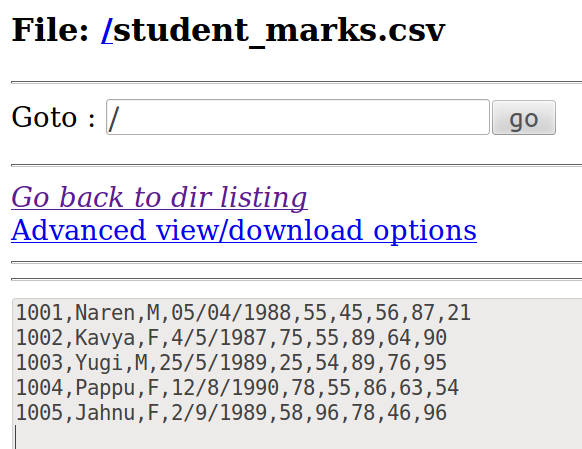 File: /student_marks.csv
Goto : /
go
Go back to dir listing
Advanced view/download options
1001,Naren,M,05/04/1988,55,45,56,87,21
1002,Kavya,F,4/5/1987,75,55,89,64,90
1003,Yugi,M,25/5/1989,25,54,89,76,95
1004,Pappu,F,12/8/1990,78,55,86,63,54
1005,Jahnu,F,2/9/1989,58,96,78,46,96